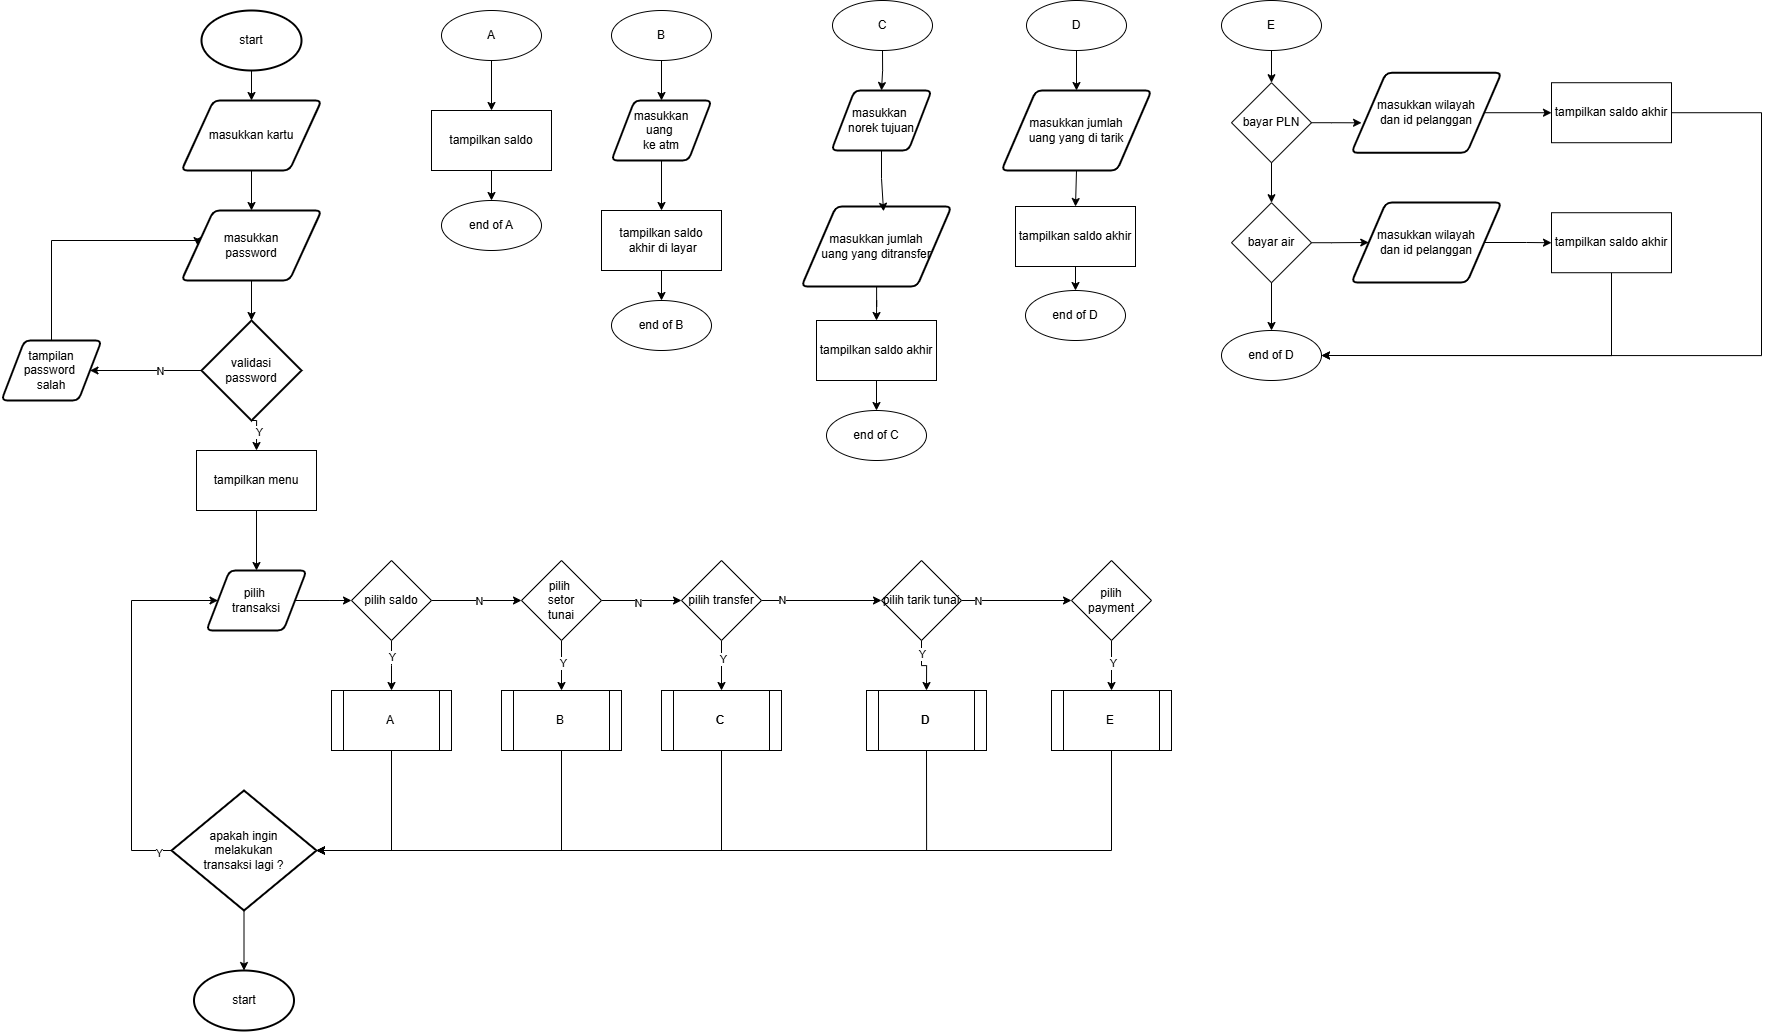 start
masukkan kartu
masukkan
password
validasi
password
N
tampilan
password
salah
Y
tampilkan menu
pilih
transaksi
pilih saldo
N
pilih
setor
tunai
N
pilih transfer
N
pilih tarik tunai
N
pilih
payment
Y
Y
Y
Y
Y
A
B
C
D
E
apakah ingin
melakukan
transaksi lagi ?
Y
start
A
tampilkan saldo
end of A
B
masukkan
uang
ke atm
tampilkan saldo
akhir di layar
end of B
C
masukkan
norek tujuan
masukkan jumlah
uang yang ditransfer
tampilkan saldo akhir
end of C
D
masukkan jumlah
uang yang di tarik
tampilkan saldo akhir
end of D
E
bayar PLN
masukkan wilayah
dan id pelanggan
tampilkan saldo akhir
bayar air
masukkan wilayah
dan id pelanggan
tampilkan saldo akhir
end of D